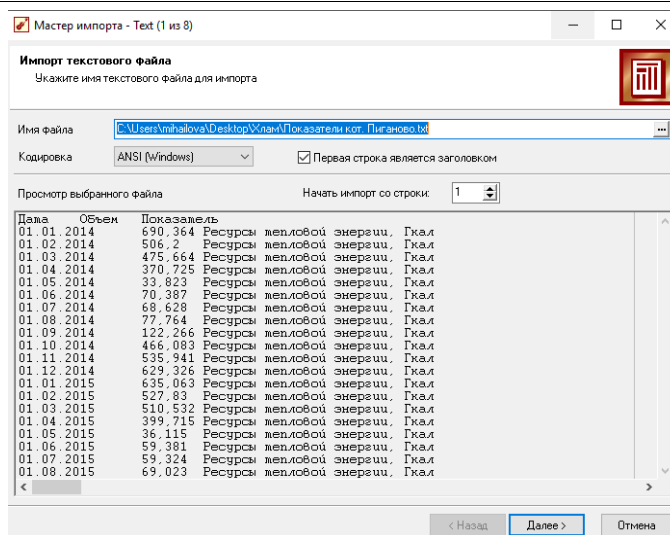 Мастер импорта - Text (1 из 8)
Импорт текстового файла
Укажите имя текстового файла для импорта
Имя файла C:\Users\mihailova\Desktop\Хлам\Показатели кот. Пиганово.txt ...
Кодировка ANSI (Windows) Первая строка является заголовком
Просмотр выбранного файла Начать импорт со строки: 1
Дата Объем Показатель
01.01.2014 690,364 Ресурсы тепловой энергии, Гкал
01.02.2014 506,2 Ресурсы тепловой энергии, Гкал
01.03.2014 475,664 Ресурсы тепловой энергии, Гкал
01.04.2014 370,725 Ресурсы тепловой энергии, Гкал
01.05.2014 33,823 Ресурсы тепловой энергии, Гкал
01.06.2014 70,387 Ресурсы тепловой энергии, Гкал
01.07.2014 68,628 Ресурсы тепловой энергии, Гкал
01.08.2014 77,764 Ресурсы тепловой энергии, Гкал
01.09.2014 122,266 Ресурсы тепловой энергии, Гкал
01.10.2014 466,083 Ресурсы тепловой энергии, Гкал
01.11.2014 535,941 Ресурсы тепловой энергии, Гкал
01.12.2014 629,326 Ресурсы тепловой энергии, Гкал
01.01.2015 635,063 Ресурсы тепловой энергии, Гкал
01.02.2015 527,83 Ресурсы тепловой энергии, Гкал
01.03.2015 510,532 Ресурсы тепловой энергии, Гкал
01.04.2015 399,715 Ресурсы тепловой энергии, Гкал
01.05.2015 36,115 Ресурсы тепловой энергии, Гкал
01.06.2015 59,381 Ресурсы тепловой энергии, Гкал
01.07.2015 59,324 Ресурсы тепловой энергии, Гкал
01.08.2015 69,023 Ресурсы тепловой энергии, Гкал
< Назад Далее > Отмена